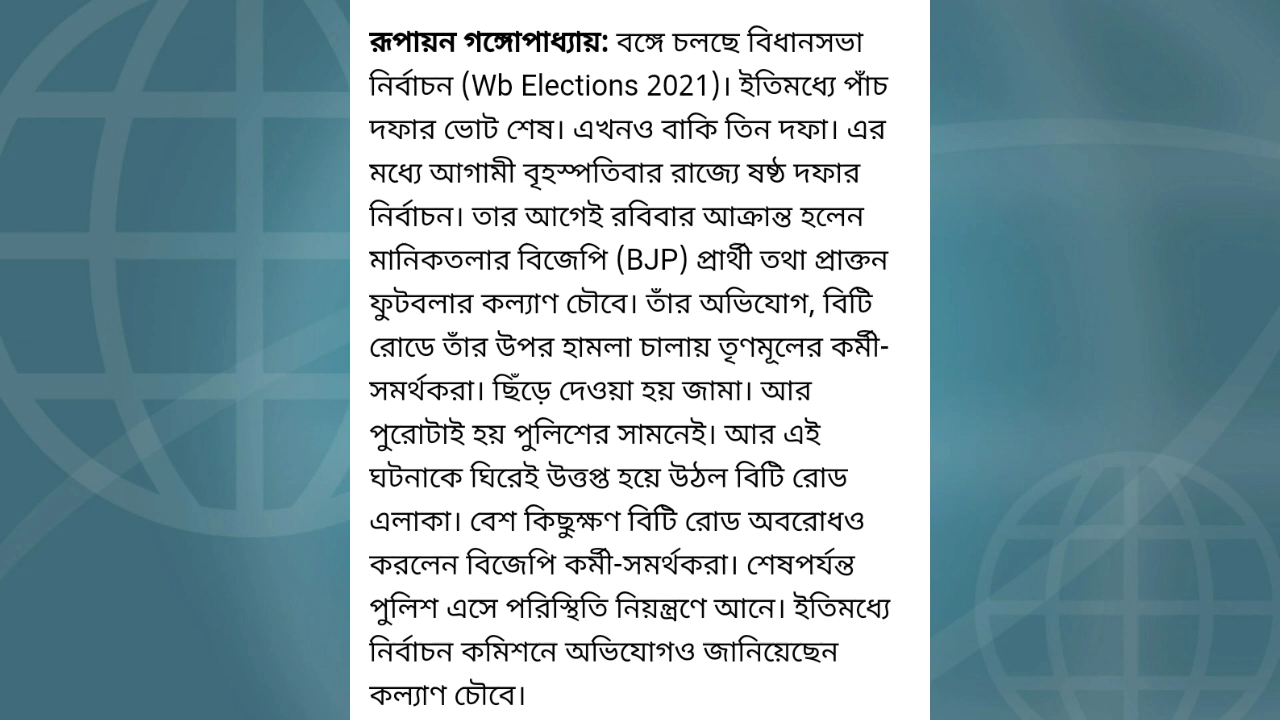 রূপায়ন গঙ্গোপাধ্যায়: বঙ্গে চলছে বিধানসভা
নির্বাচন (Wb Elections 2021)। ইতিমধ্যে পাঁচ
দফার ভোট শেষ। এখনও বাকি তিন দফা। এর
মধ্যে আগামী বৃহস্পতিবার রাজ্যে ষষ্ঠ দফার
নির্বাচন। তার আগেই রবিবার আক্রান্ত হলেন
মানিকতলার বিজেপি (BJP) প্রার্থী তথা প্রাক্তন
ফুটবলার কল্যাণ চৌবে। তাঁর অভিযোগ, বিটি
রোডে তাঁর উপর হামলা চালায় তৃণমূলের কর্মী-
সমর্থকরা। ছিঁড়ে দেওয়া হয় জামা। আর
পুরোটাই হয় পুলিশের সামনেই। আর এই
ঘটনাকে ঘিরেই উত্তপ্ত হয়ে উঠল বিটি রোড
এলাকা। বেশ কিছুক্ষণ বিটি রোড অবরোধও
করলেন বিজেপি কর্মী-সমর্থকরা। শেষপর্যন্ত
পুলিশ এসে পরিস্থিতি নিয়ন্ত্রণে আনে। ইতিমধ্যে
নির্বাচন কমিশনে অভিযোগও জানিয়েছেন
কল্যাণ চৌবে।